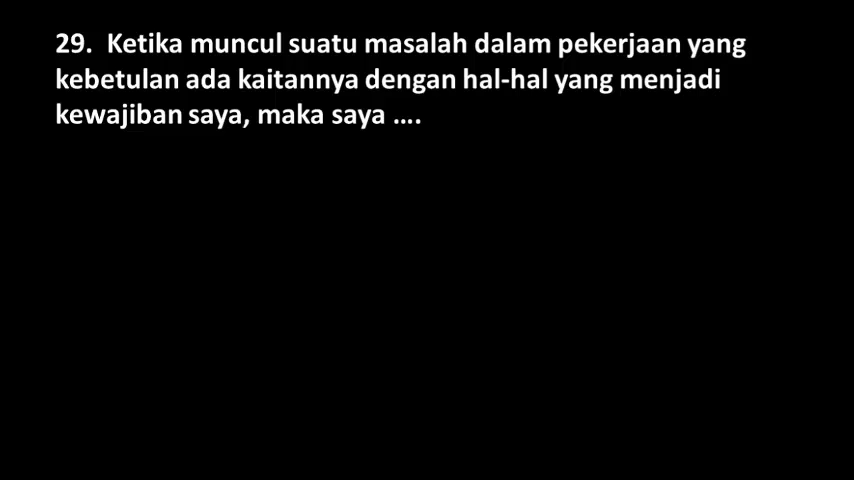 29. Ketika muncul suatu masalah dalam pekerjaan yang
kebetulan ada kaitannya dengan hal-hal yang menjadi
kewajiban saya, maka saya ….